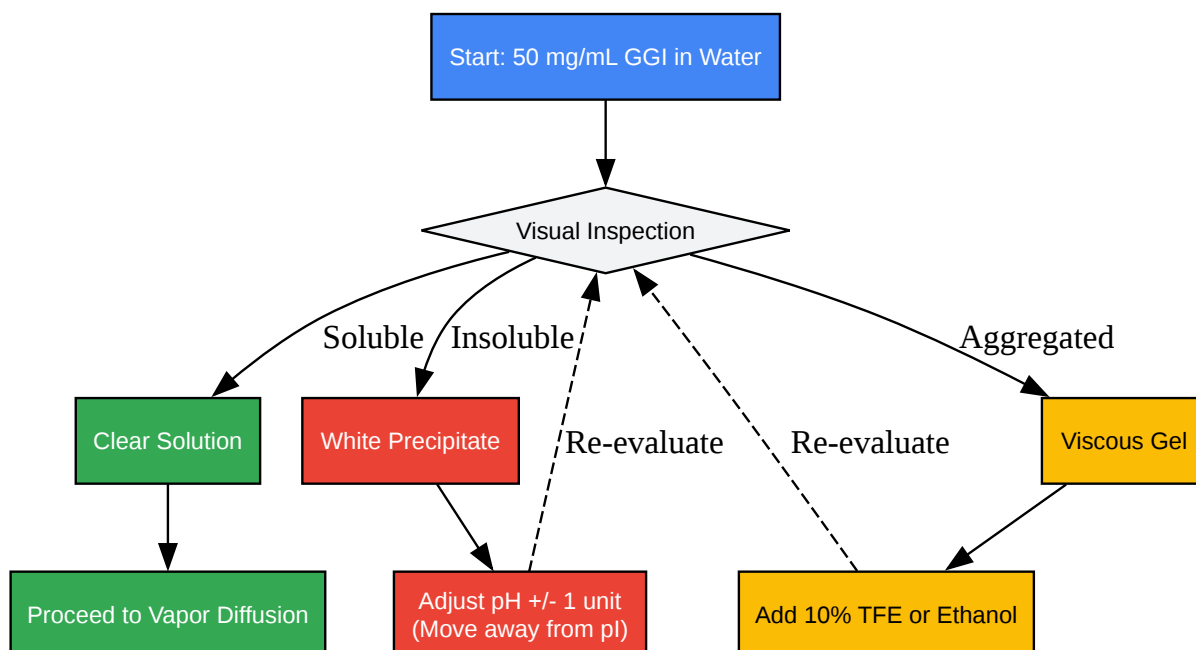 Start: 50 mg/mL GGI in Water
Visual Inspection
Soluble
Insoluble
Aggregated
Clear Solution
White Precipitate
Re-evaluate
Re-evaluate
Viscous Gel
Proceed to Vapor Diffusion
Adjust pH +/- 1 unit
(Move away from pI)
Add 10% TFE or Ethanol